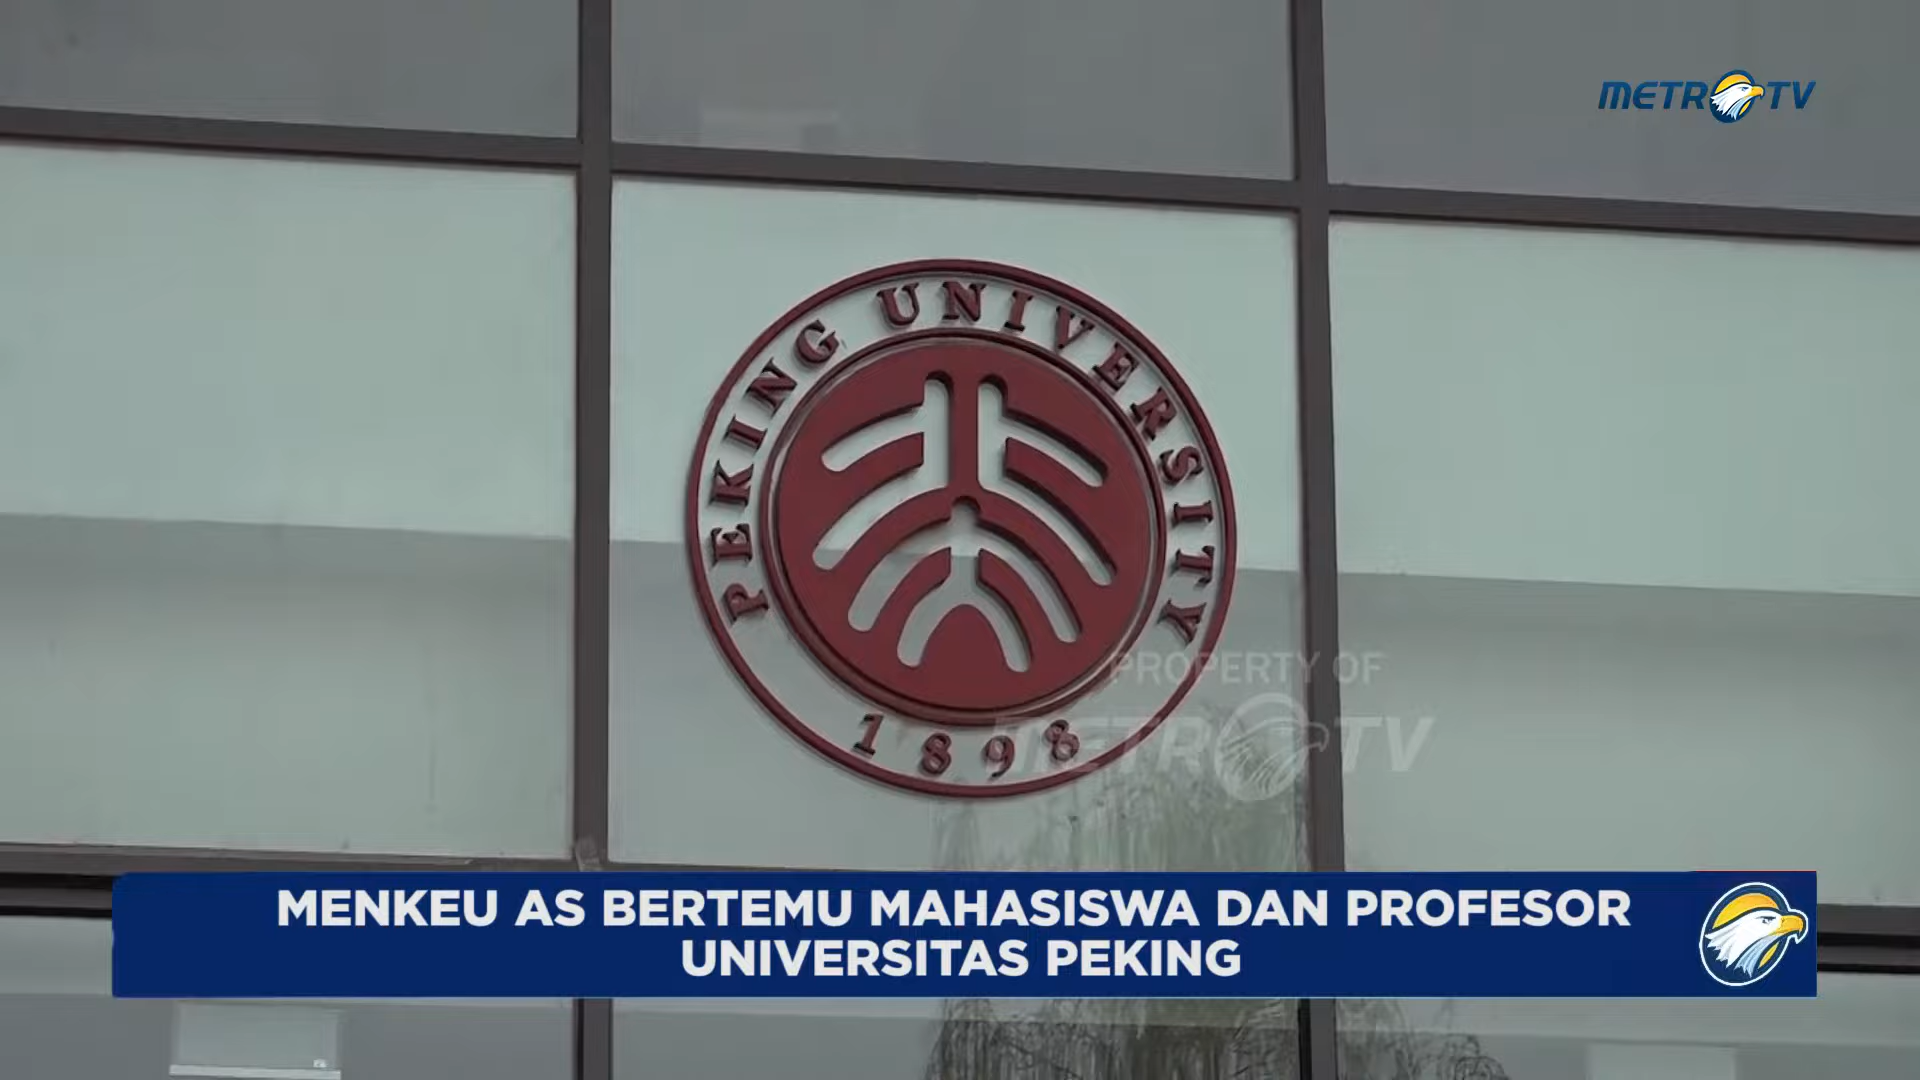 METRO TV
PEKING UNIVERSITY
1898
PROPERTY OF
METRO TV
MENKEU AS BERTEMU MAHASISWA DAN PROFESOR
UNIVERSITAS PEKING